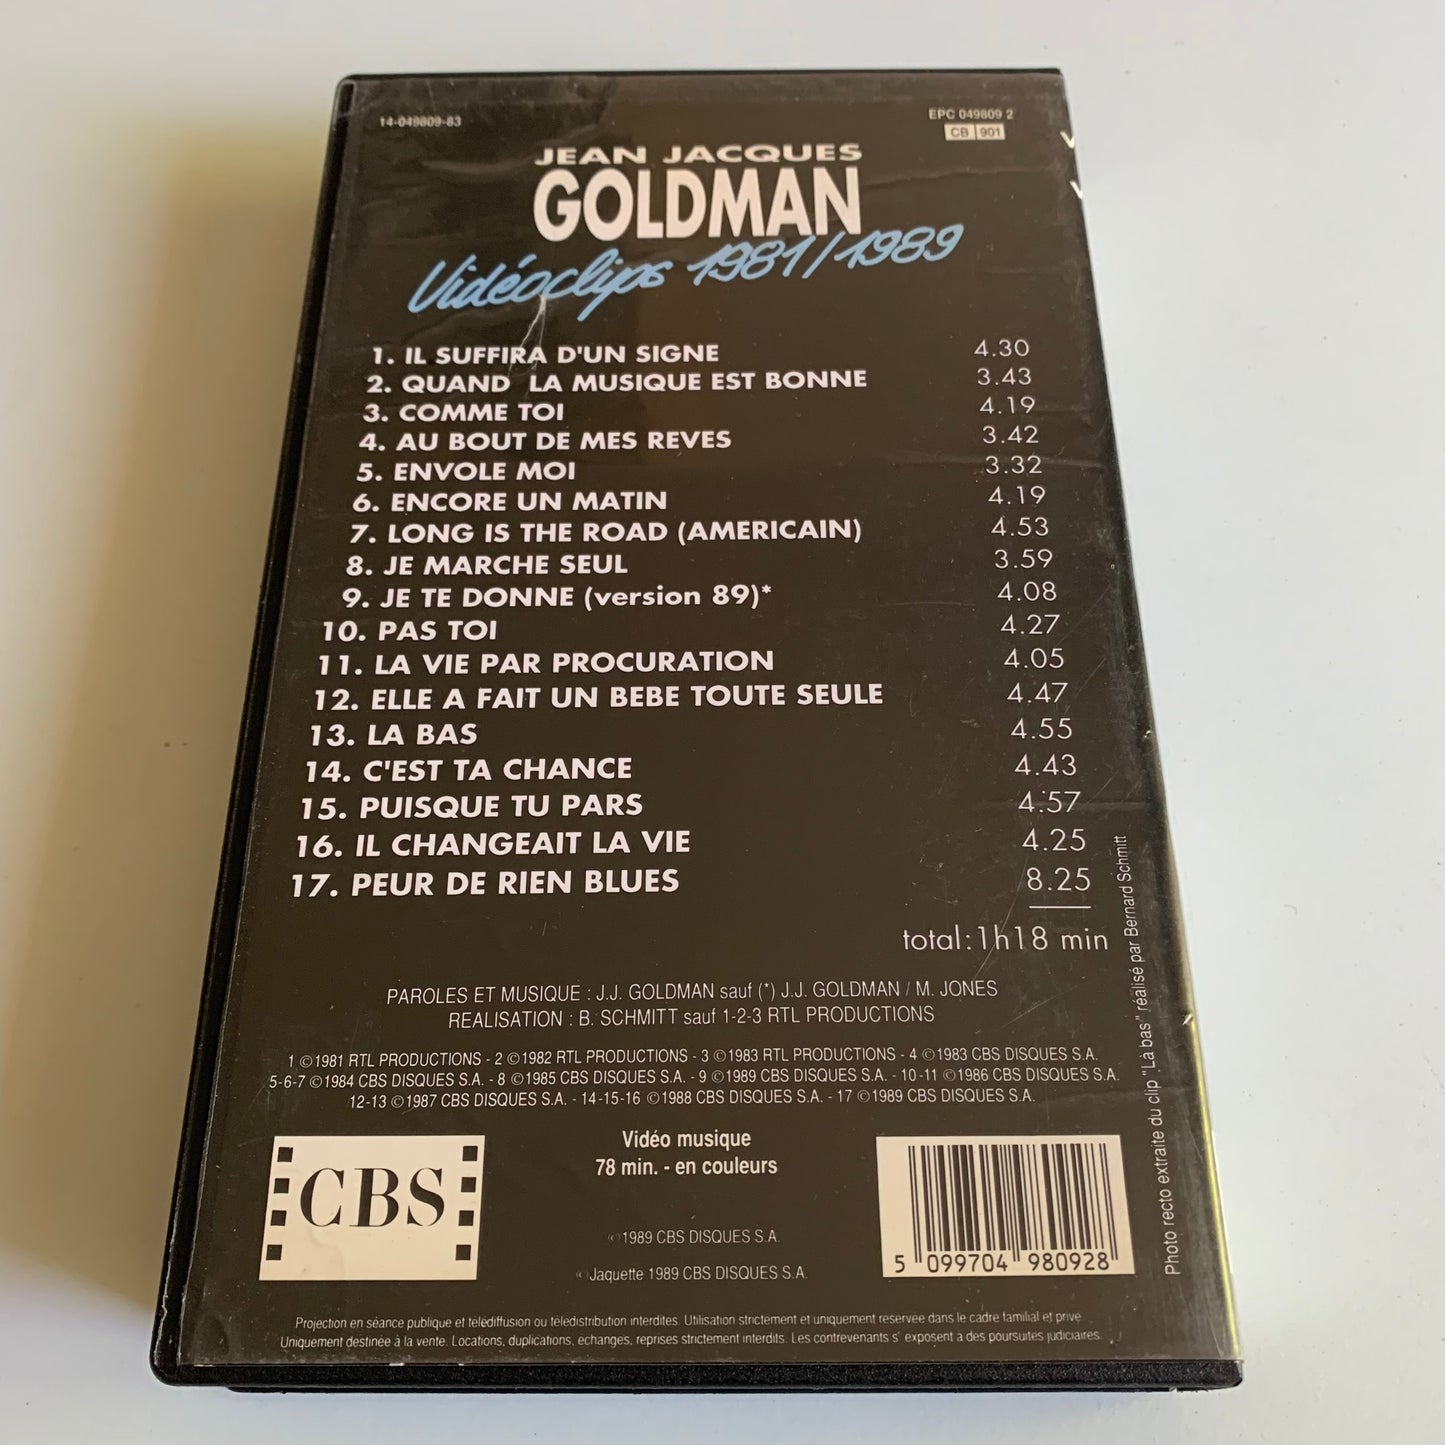 14-049809-83
EPC 049809 2
CB 901
JEAN JACQUES
GOLDMAN
Vidéoclips 1981/1989
1. IL SUFFIRA D'UN SIGNE 4.30
2. QUAND LA MUSIQUE EST BONNE 3.43
3. COMME TOI 4.19
4. AU BOUT DE MES REVES 3.42
5. ENVOLE MOI 3.32
6. ENCORE UN MATIN 4.19
7. LONG IS THE ROAD (AMERICAIN) 4.53
8. JE MARCHE SEUL 3.59
9. JE TE DONNE (version 89)* 4.08
10. PAS TOI 4.27
11. LA VIE PAR PROCURATION 4.05
12. ELLE A FAIT UN BEBE TOUTE SEULE 4.47
13. LA BAS 4.55
14. C'EST TA CHANCE 4.43
15. PUISQUE TU PARS 4.57
16. IL CHANGEAIT LA VIE 4.25
17. PEUR DE RIEN BLUES 8.25
total:1h18 min
PAROLES ET MUSIQUE : J.J. GOLDMAN sauf (*) J.J. GOLDMAN / M. JONES
REALISATION : B. SCHMITT sauf 1-2-3 RTL PRODUCTIONS
1 ©1981 RTL PRODUCTIONS - 2 ©1982 RTL PRODUCTIONS - 3 ©1983 RTL PRODUCTIONS - 4 ©1983 CBS DISQUES S.A.
5-6-7 ©1984 CBS DISQUES S.A. - 8 ©1985 CBS DISQUES S.A. - 9 ©1989 CBS DISQUES S.A. - 10-11 ©1986 CBS DISQUES S.A.
12-13 ©1987 CBS DISQUES S.A. - 14-15-16 ©1988 CBS DISQUES S.A. - 17 ©1989 CBS DISQUES S.A.
Photo recto extraite du clip "Là bas" réalisé par Bernard Schmitt
CBS
Vidéo musique
78 min. - en couleurs
©1989 CBS DISQUES S.A.
©Jaquette 1989 CBS DISQUES S.A.
5 099704 980928
Projection en séance publique et télédiffusion ou télédistribution interdites. Utilisation strictement et uniquement réservée dans le cadre familial et privé.
Uniquement destinée à la vente. Locations, duplications, échanges, reprises strictement interdits. Les contrevenants s' exposent à des poursuites judiciaires.